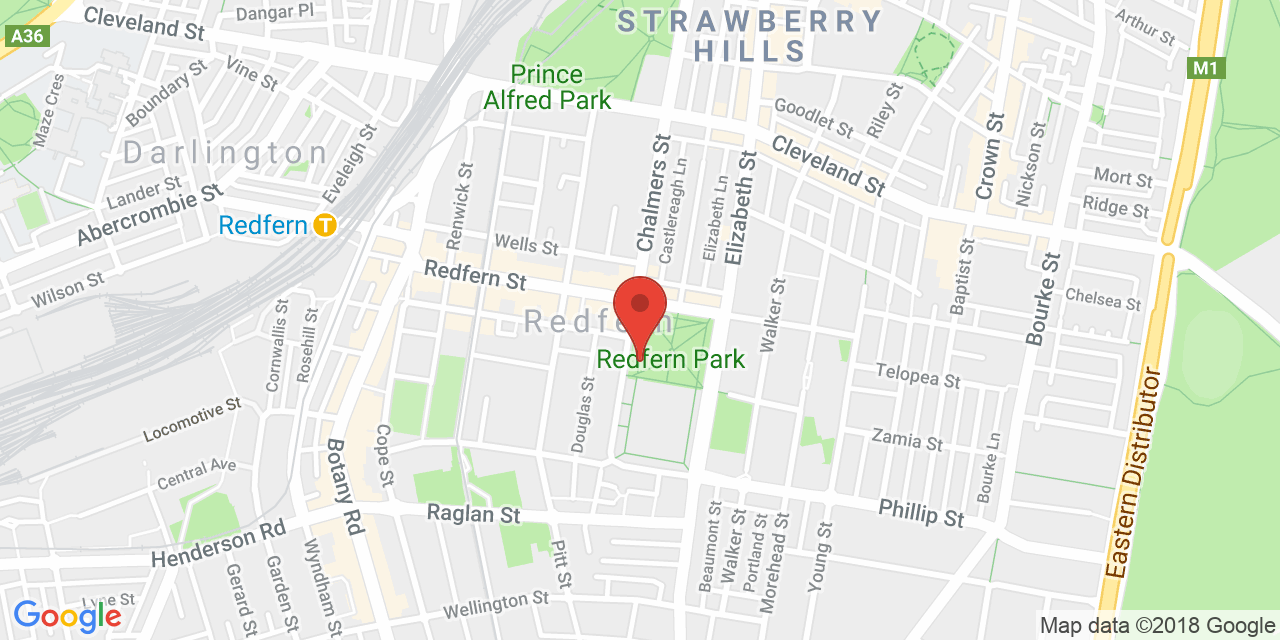 STRAWBERRY
HILLS
Arthur St
Dangar Pl
Cleveland St
A36
M1
Vine St
Boundary St
Maze Cres
Prince
Alfred Park
Goodlet St
Riley St
Crown St
Nickson St
Darlington
Eveleigh St
Lander St
Abercrombie St
Renwick St
Chalmers St
Castlereagh Ln
Elizabeth Ln
Elizabeth St
Cleveland St
Mort St
Ridge St
Redfern
T
Wells St
Redfern St
Wilson St
Baptist St
Bourke St
Chelsea St
Walker St
Cornwallis St
Rosehill St
Redfern
Redfern Park
Telopea St
Douglas St
Locomotive St
Central Ave
Cope St
Botany Rd
Zamia St
Bourke Ln
Eastern Distributor
Raglan St
Phillip St
Henderson Rd
Beaumont St
Walker St
Portland St
Morehead St
Young St
Pitt St
Wyndham St
Garden St
Gerard St
Lyne St
Wellington St
Google
Map data ©2018 Google